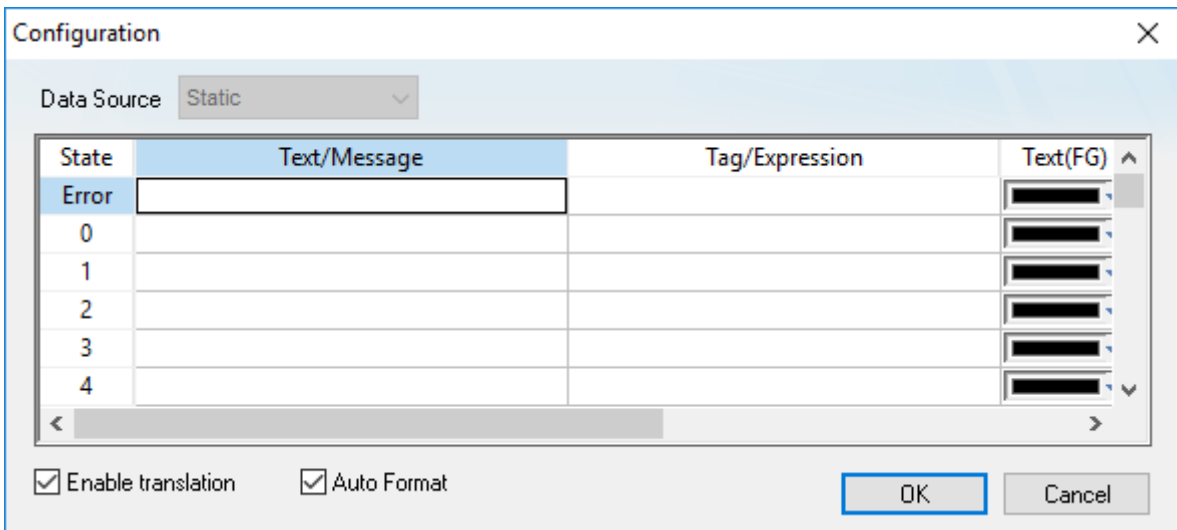 Configuration
Data Source Static
State Text/Message Tag/Expression Text(FG)
Error
0
1
2
3
4
Enable translation Auto Format OK Cancel